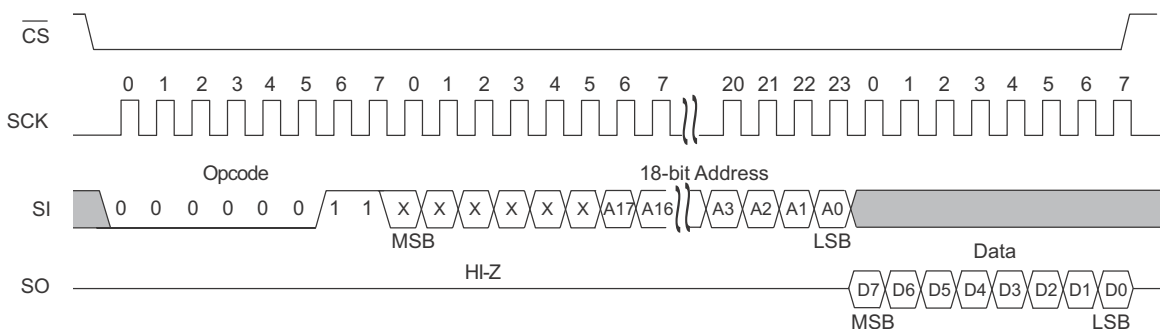 CS
0 1 2 3 4 5 6 7 0 1 2 3 4 5 6 7 20 21 22 23 0 1 2 3 4 5 6 7
SCK
Opcode 18-bit Address
SI 0 0 0 0 0 0 1 1 X X X X X X A17 A16 A3 A2 A1 A0
MSB LSB
Data
HI-Z
SO D7 D6 D5 D4 D3 D2 D1 D0
MSB LSB